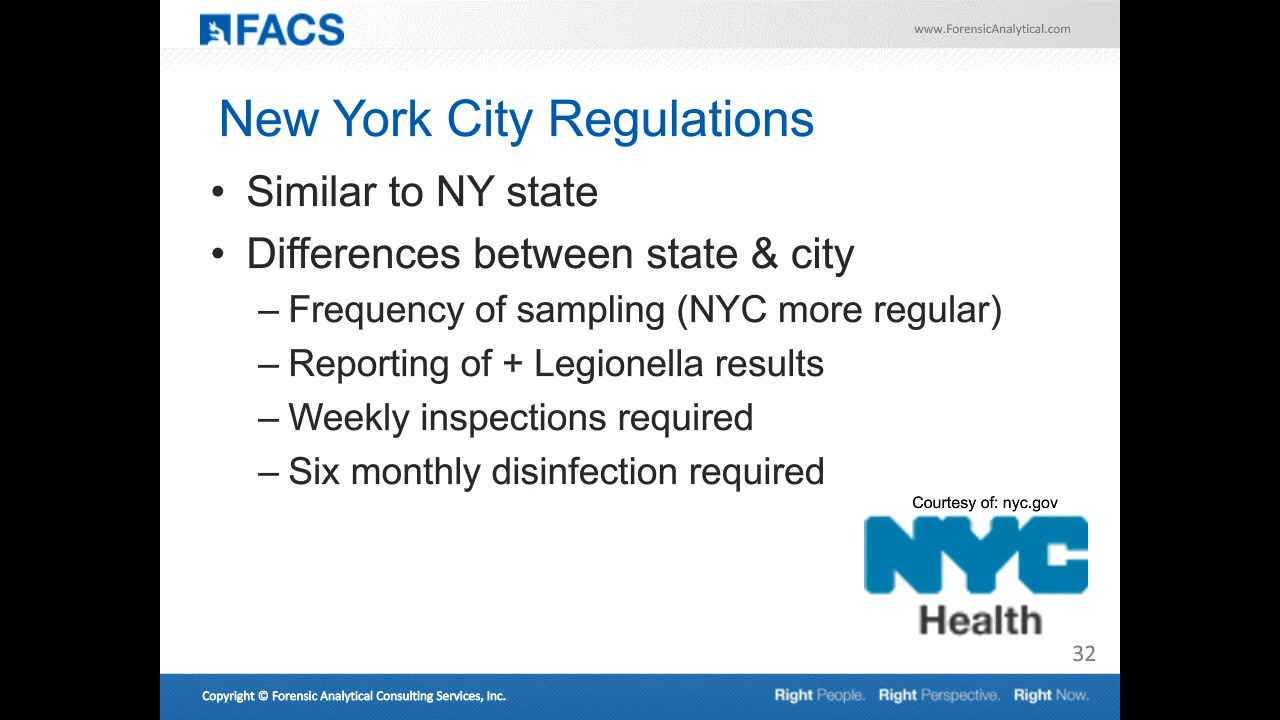 FACS
www.ForensicAnalytical.com
New York City Regulations
• Similar to NY state
• Differences between state & city
– Frequency of sampling (NYC more regular)
– Reporting of + Legionella results
– Weekly inspections required
– Six monthly disinfection required
Courtesy of: nyc.gov
NYC
Health
32
Copyright © Forensic Analytical Consulting Services, Inc.
Right People. Right Perspective. Right Now.